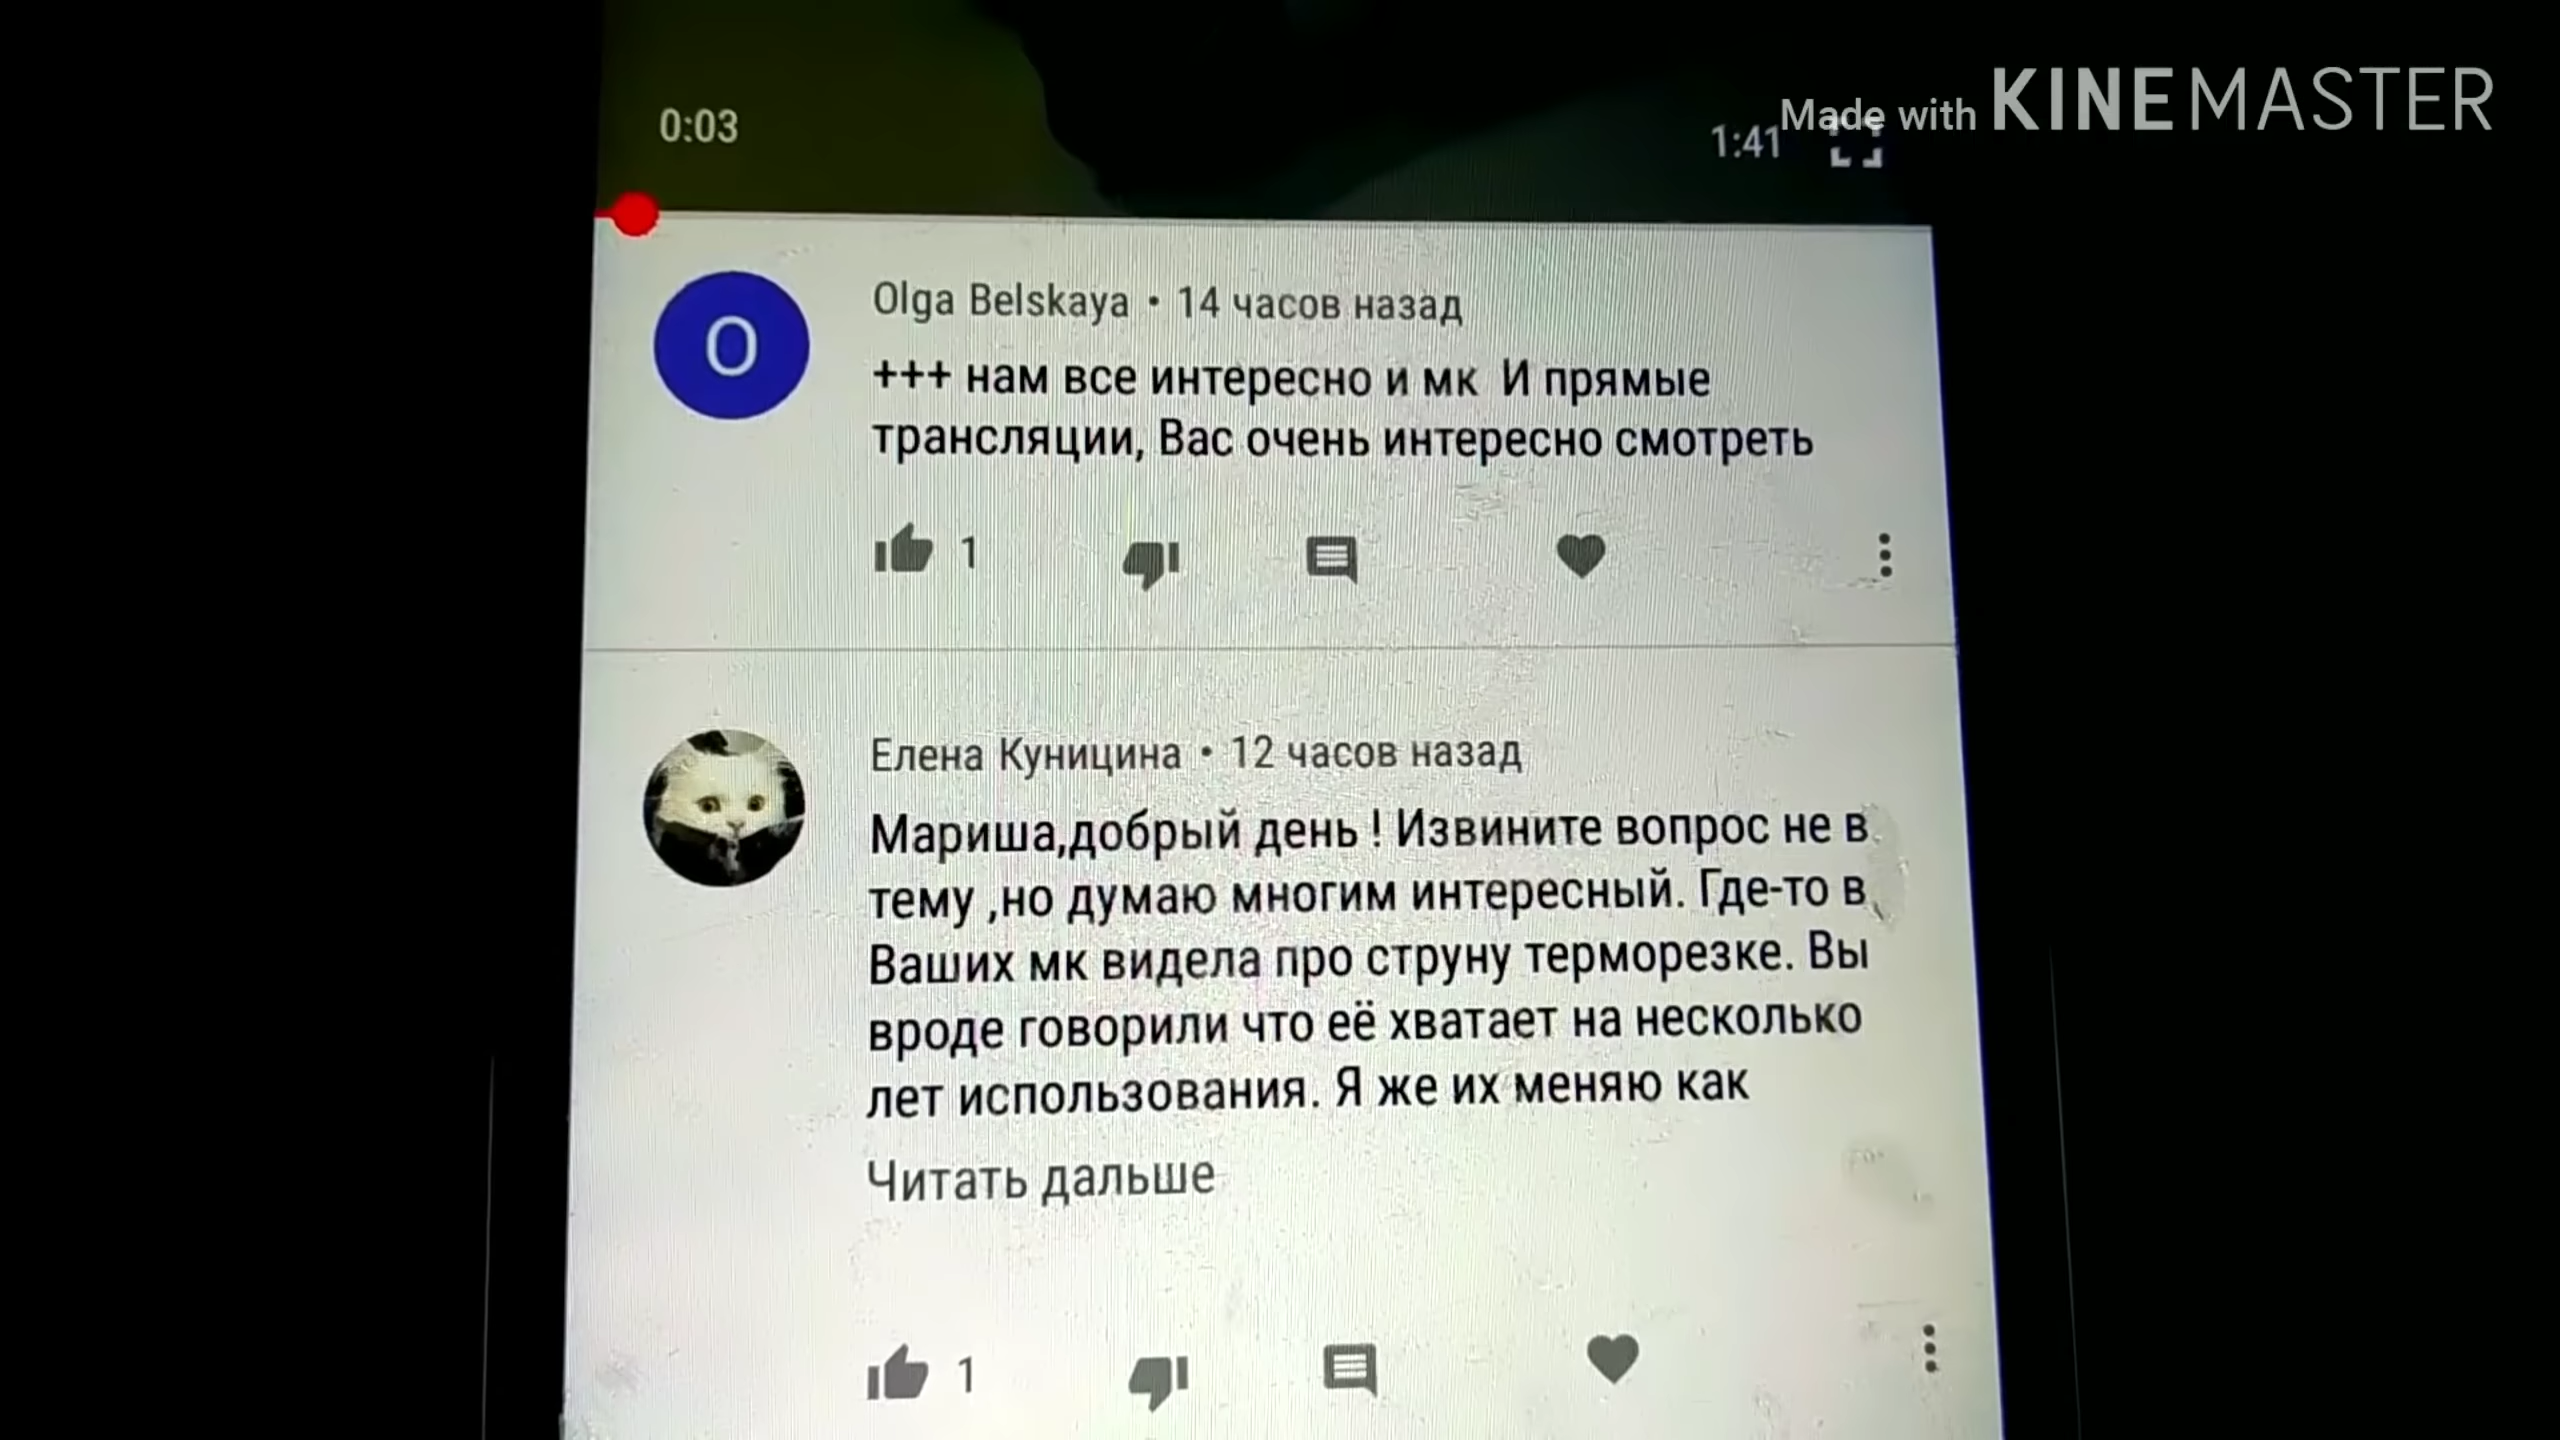 Made with KINEMASTER
0:03
1:41
O
Olga Belskaya • 14 часов назад
+++ нам все интересно и мк И прямые
трансляции, Вас очень интересно смотреть
1
Елена Куницина • 12 часов назад
Мариша,добрый день ! Извините вопрос не в
тему ,но думаю многим интересный. Где-то в
Ваших мк видела про струну терморезке. Вы
вроде говорили что её хватает на несколько
лет использования. Я же их меняю как
Читать дальше
1